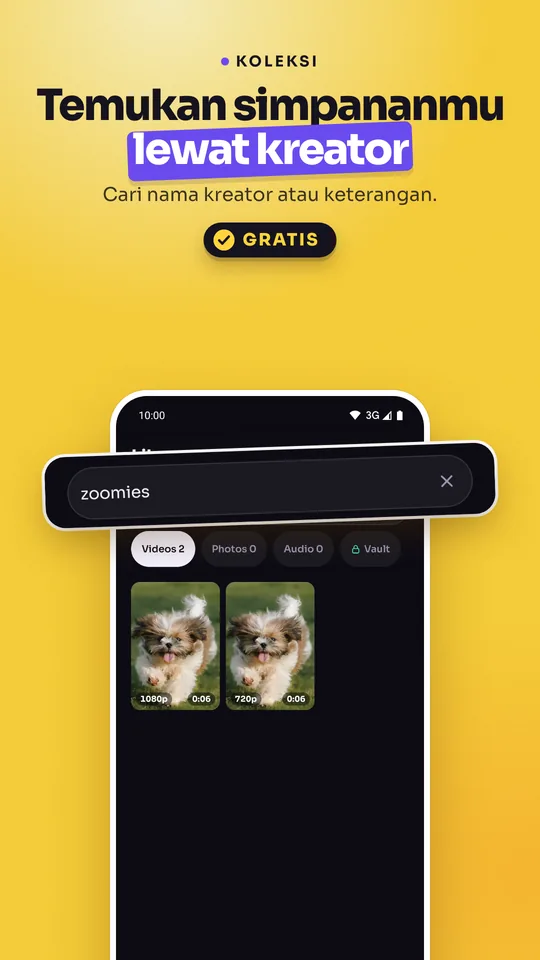 KOLEKSI
Temukan simpananmu
lewat kreator
Cari nama kreator atau keterangan.
GRATIS
10:00
3G
zoomies
Videos 2
Photos 0
Audio 0
Vault
1080p
0:06
720p
0:06